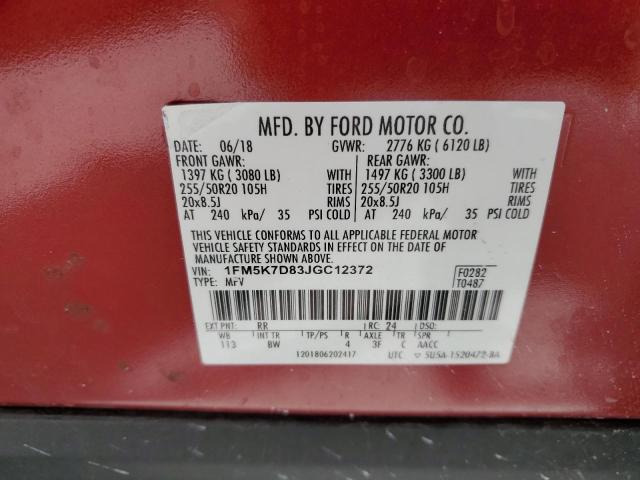 MFD. BY FORD MOTOR CO.
DATE: 06/18 GVWR: 2776 KG ( 6120 LB)
FRONT GAWR: REAR GAWR:
1397 KG ( 3080 LB) WITH 1497 KG ( 3300 LB) WITH
255/50R20 105H TIRES 255/50R20 105H TIRES
20x8.5J RIMS 20x8.5J RIMS
AT 240 kPa/ 35 PSI COLD AT 240 kPa/ 35 PSI COLD
THIS VEHICLE CONFORMS TO ALL APPLICABLE FEDERAL MOTOR
VEHICLE SAFETY STANDARDS IN EFFECT ON THE DATE OF
MANUFACTURE SHOWN ABOVE.
VIN: 1FM5K7D83JGC12372 F0282
TYPE: MPV T0487
EXT PNT: RR RC: 24 DSO:
WB INT TR TP/PS R AXLE TR SPR
113 BW 4 3F C AACC
1201806202417 UTC ▽ 5U5A-1520472-BA